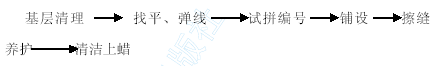 基层清理 → 找平、弹线 → 试拼编号 → 铺设 → 擦缝
养护 → 清洁上蜡